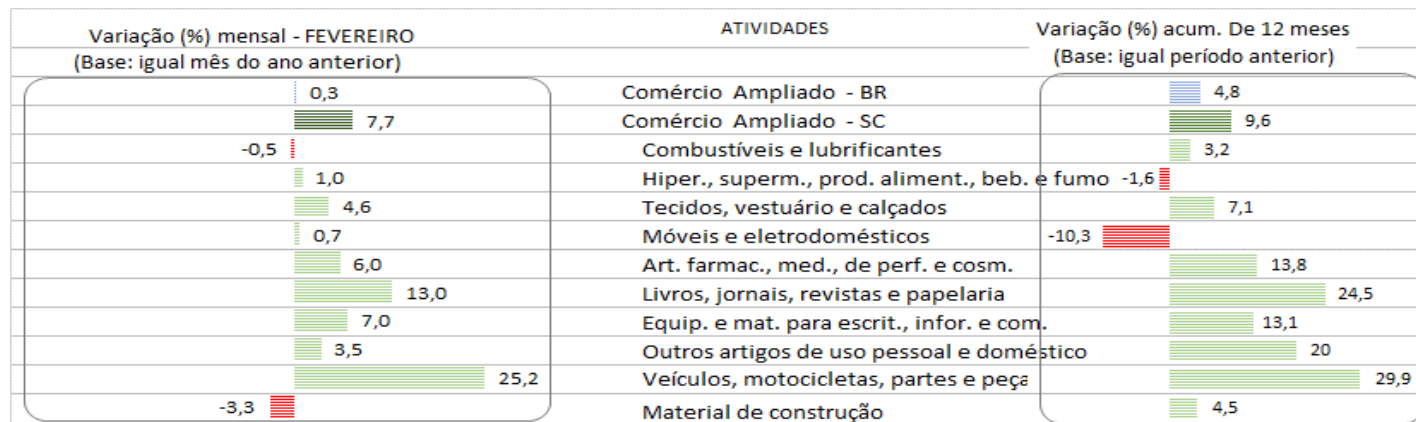 Variação (%) mensal - FEVEREIRO
(Base: igual mês do ano anterior)
ATIVIDADES
Variação (%) acum. De 12 meses
(Base: igual período anterior)
0,3 Comércio Ampliado - BR 4,8
7,7 Comércio Ampliado - SC 9,6
-0,5 Combustíveis e lubrificantes 3,2
1,0 Hiper., superm., prod. aliment., beb. e fumo -1,6
4,6 Tecidos, vestuário e calçados 7,1
0,7 Móveis e eletrodomésticos -10,3
6,0 Art. farmac., med., de perf. e cosm. 13,8
13,0 Livros, jornais, revistas e papelaria 24,5
7,0 Equip. e mat. para escrit., infor. e com. 13,1
3,5 Outros artigos de uso pessoal e doméstico 20
25,2 Veículos, motocicletas, partes e peça 29,9
-3,3 Material de construção 4,5